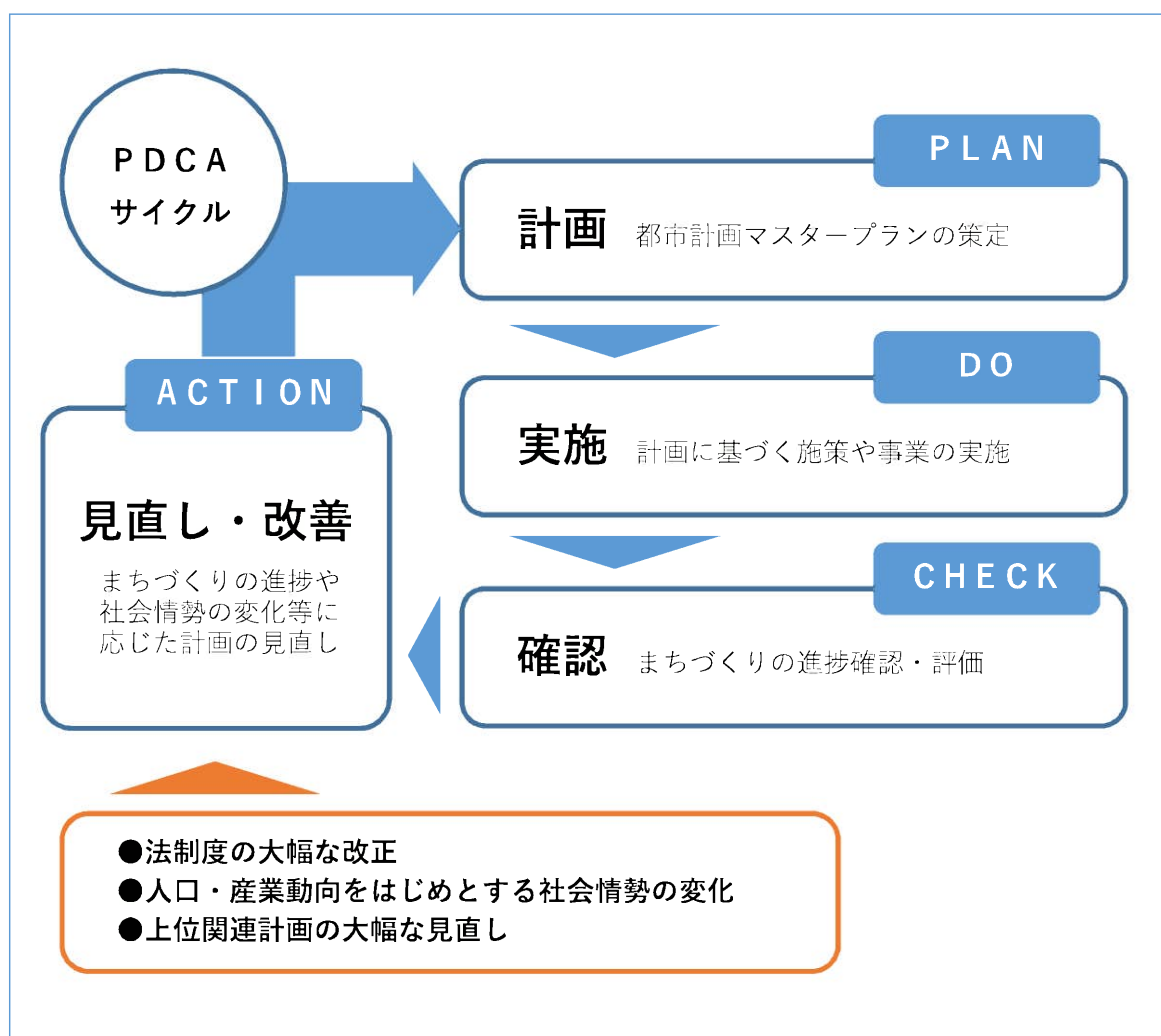 PDCA
サイクル
PLAN
計画 都市計画マスタープランの策定
DO
実施 計画に基づく施策や事業の実施
CHECK
確認 まちづくりの進捗確認・評価
ACTION
見直し・改善
まちづくりの進捗や
社会情勢の変化等に
応じた計画の見直し
●法制度の大幅な改正
●人口・産業動向をはじめとする社会情勢の変化
●上位関連計画の大幅な見直し